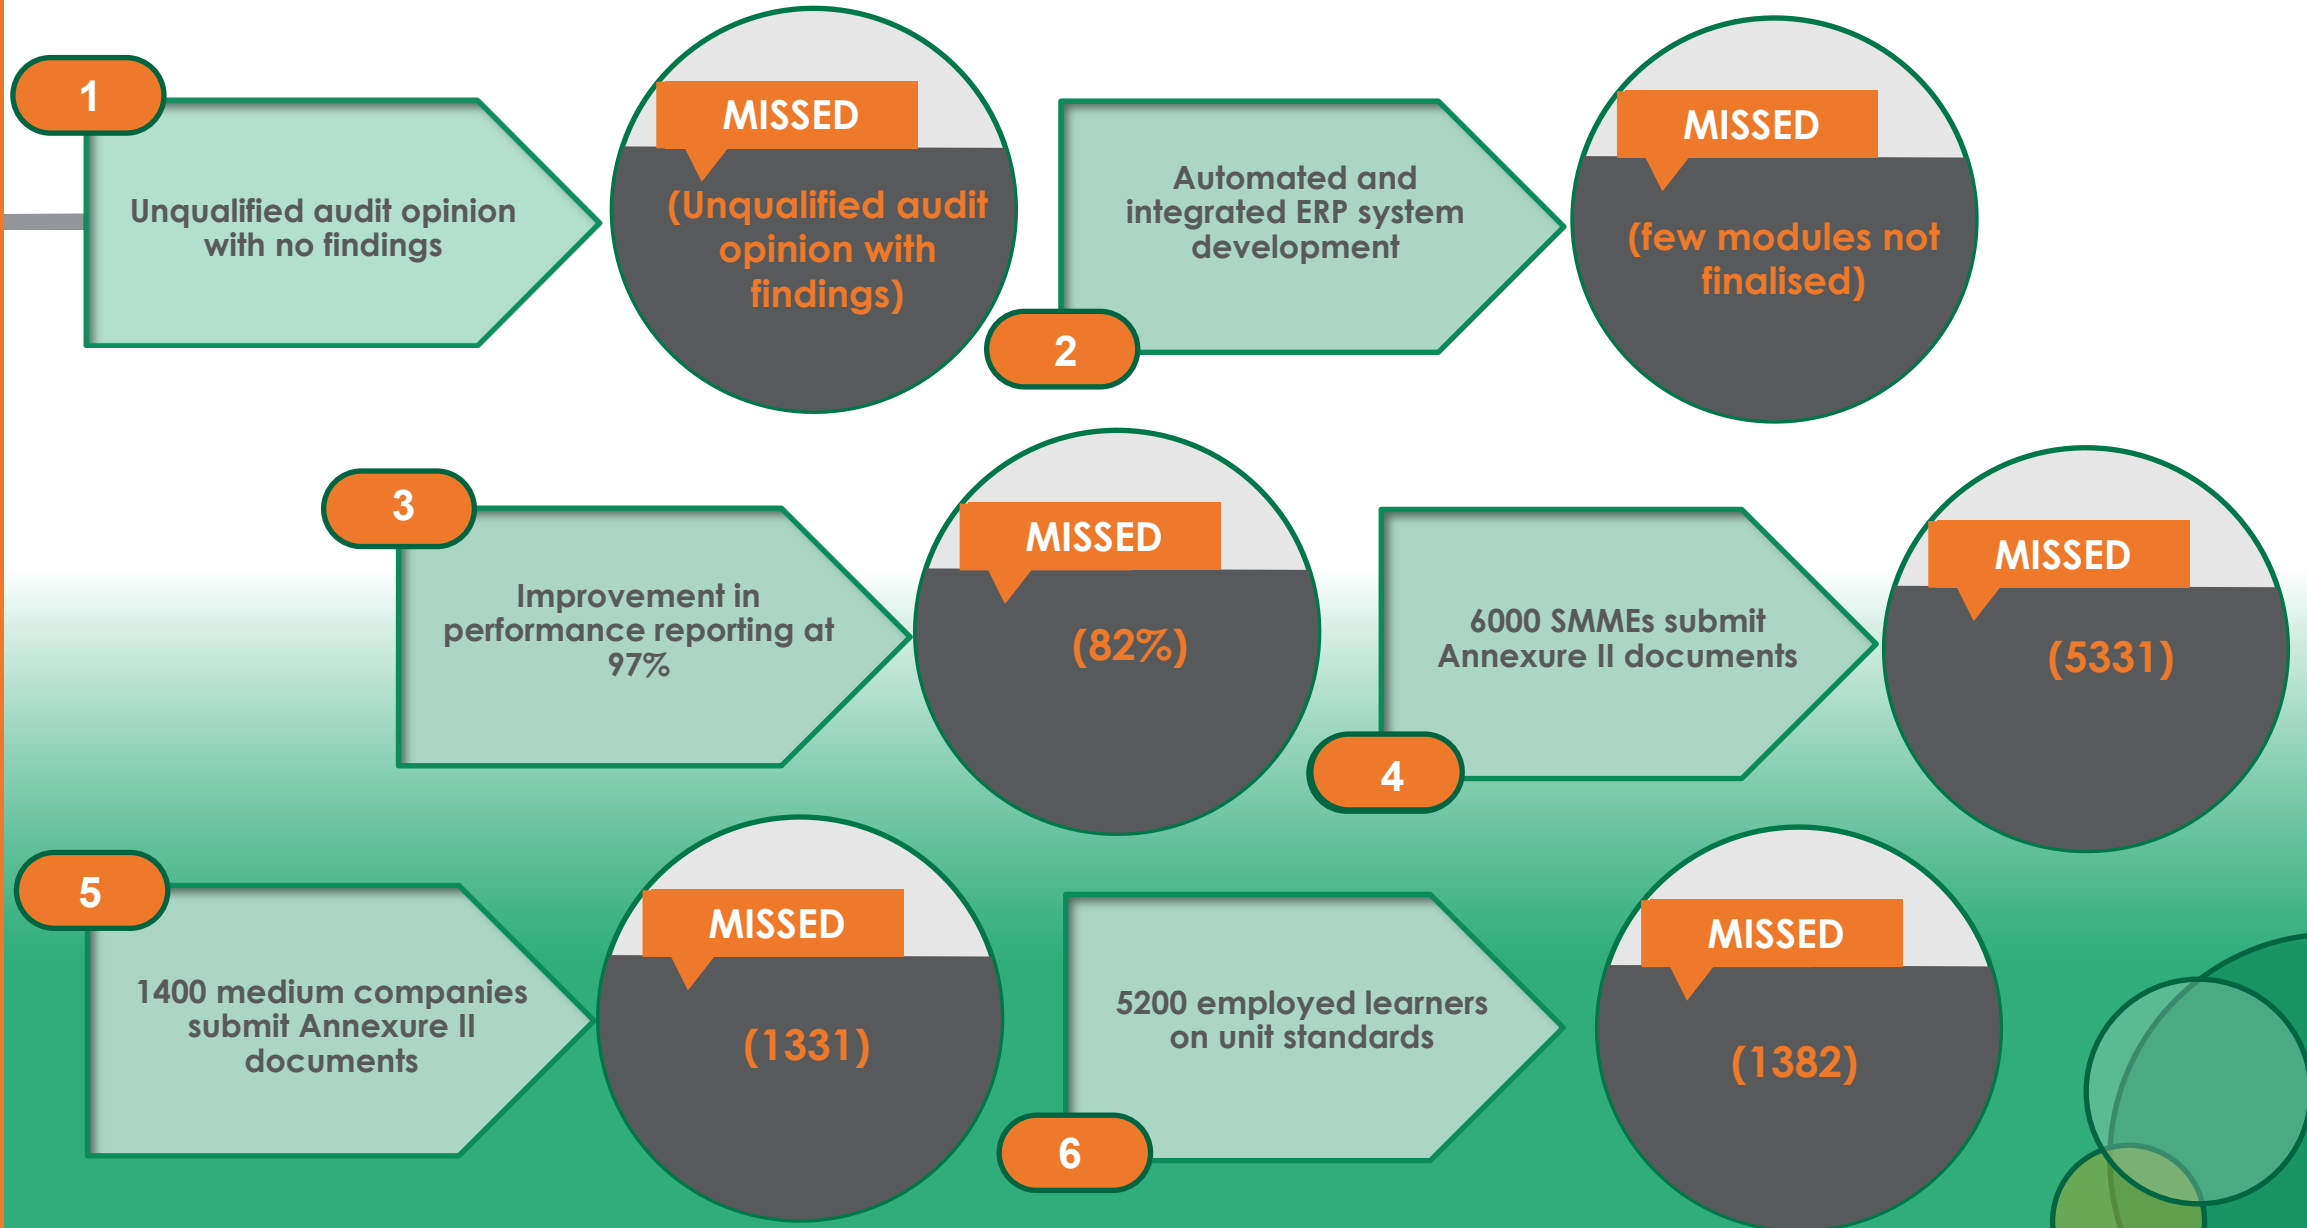 1
Unqualified audit opinion
with no findings
MISSED
(Unqualified audit
opinion with
findings)
2
Automated and
integrated ERP system
development
MISSED
(few modules not
finalised)
3
Improvement in
performance reporting at
97%
MISSED
(82%)
4
6000 SMMEs submit
Annexure II documents
MISSED
(5331)
5
1400 medium companies
submit Annexure II
documents
MISSED
(1331)
6
5200 employed learners
on unit standards
MISSED
(1382)